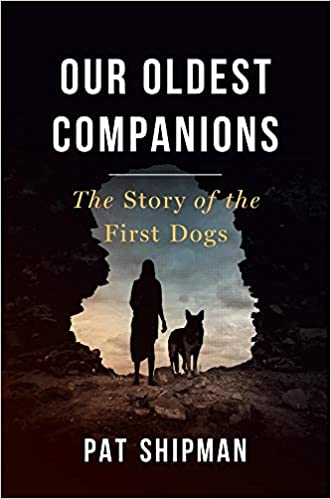 OUR OLDEST
COMPANIONS
The Story of the
First Dogs
PAT SHIPMAN